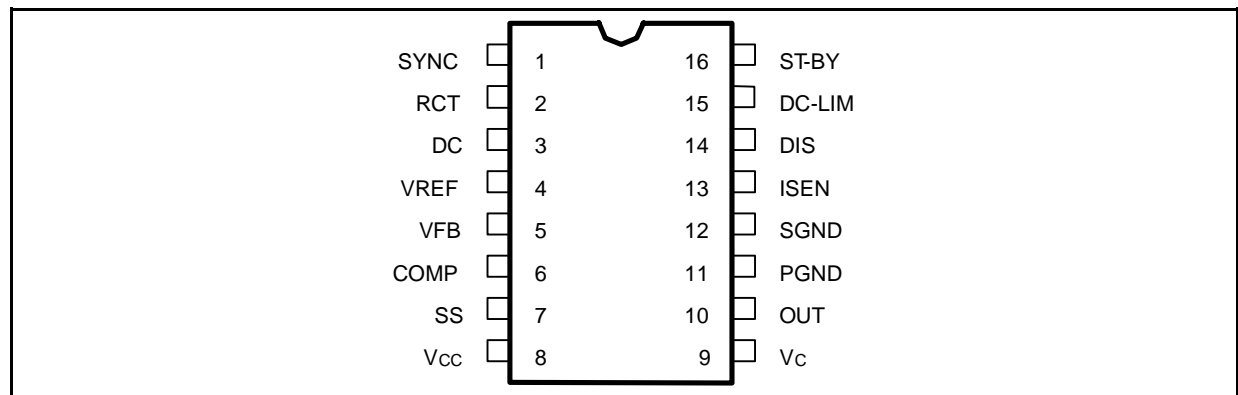 SYNC 1 16 ST-BY
RCT 2 15 DC-LIM
DC 3 14 DIS
VREF 4 13 ISEN
VFB 5 12 SGND
COMP 6 11 PGND
SS 7 10 OUT
VCC 8 9 VC